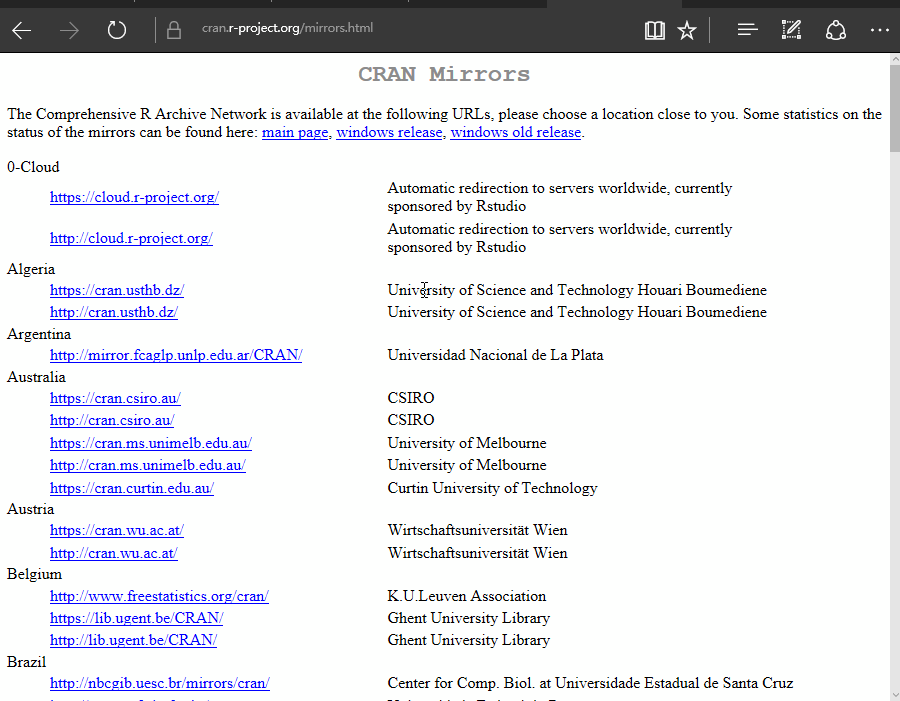 cran.r-project.org/mirrors.html
CRAN Mirrors
The Comprehensive R Archive Network is available at the following URLs, please choose a location close to you. Some statistics on the
status of the mirrors can be found here: main page, windows release, windows old release.
0-Cloud
https://cloud.r-project.org/ Automatic redirection to servers worldwide, currently
sponsored by Rstudio
http://cloud.r-project.org/ Automatic redirection to servers worldwide, currently
sponsored by Rstudio
Algeria
https://cran.usthb.dz/ University of Science and Technology Houari Boumediene
http://cran.usthb.dz/ University of Science and Technology Houari Boumediene
Argentina
http://mirror.fcaglp.unlp.edu.ar/CRAN/ Universidad Nacional de La Plata
Australia
https://cran.csiro.au/ CSIRO
http://cran.csiro.au/ CSIRO
https://cran.ms.unimelb.edu.au/ University of Melbourne
http://cran.ms.unimelb.edu.au/ University of Melbourne
https://cran.curtin.edu.au/ Curtin University of Technology
Austria
https://cran.wu.ac.at/ Wirtschaftsuniversität Wien
http://cran.wu.ac.at/ Wirtschaftsuniversität Wien
Belgium
http://www.freestatistics.org/cran/ K.U.Leuven Association
https://lib.ugent.be/CRAN/ Ghent University Library
http://lib.ugent.be/CRAN/ Ghent University Library
Brazil
http://nbcgib.uesc.br/mirrors/cran/ Center for Comp. Biol. at Universidade Estadual de Santa Cruz